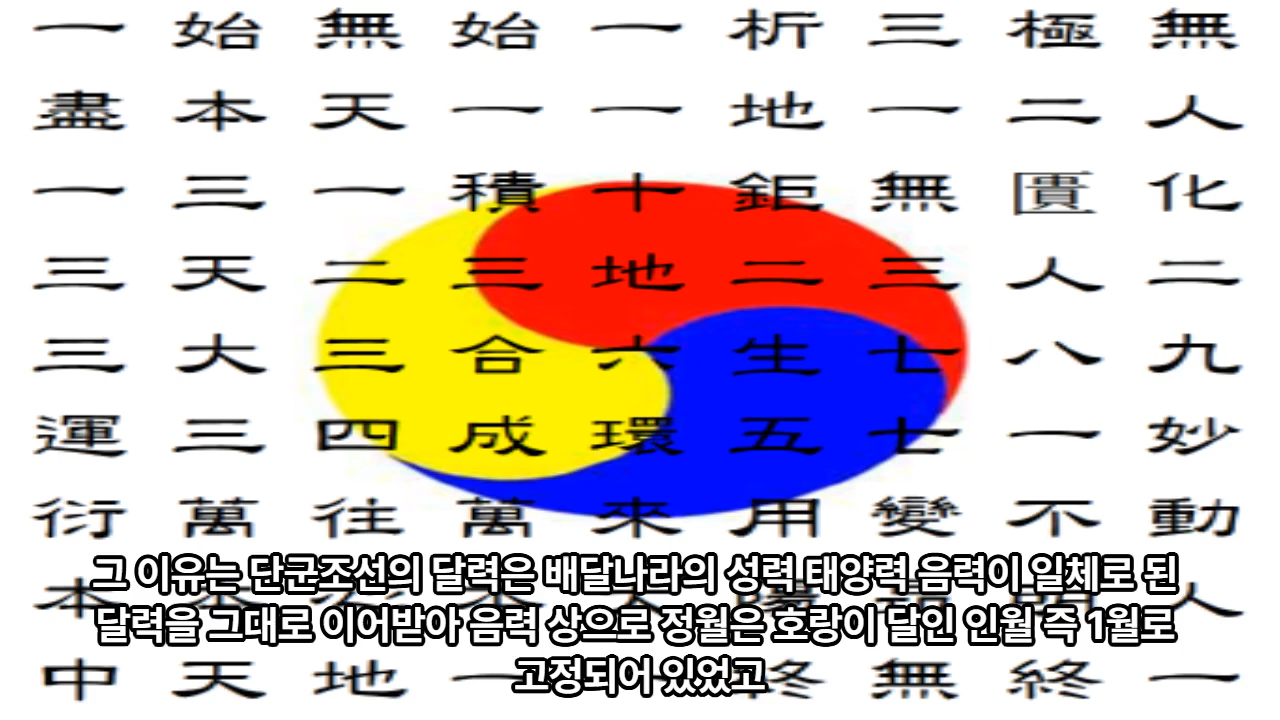 一 始 無 始 一 析 三 極 無
盡 本 天 一 一 地 一 二 人
一 三 一 積 十 鉅 無 匱 化
三 天 二 三 地 二 三 人 二
三 大 三 合 六 生 七 八 九
運 三 四 成 環 五 七 一 妙
衍 萬 往 萬 來 用 變 不 動
그 이유는 단군조선의 달력은 배달나라의 성력 태양력 음력이 일체로 된
本 人
달력을 그대로 이어받아 음력 상으로 정월은 호랑이 달인 인월 즉 1월로
고정되어 있었고
中 天 地 一 終 無 終 一